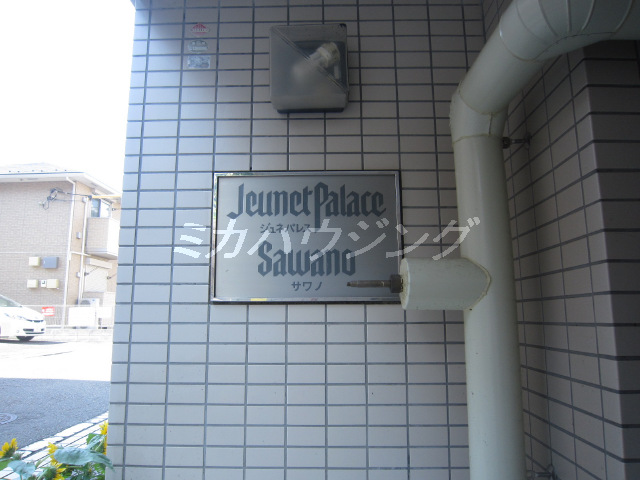 Jeunet Palace
ジュネパレス
ミカハウジング
Sawano
サワノ